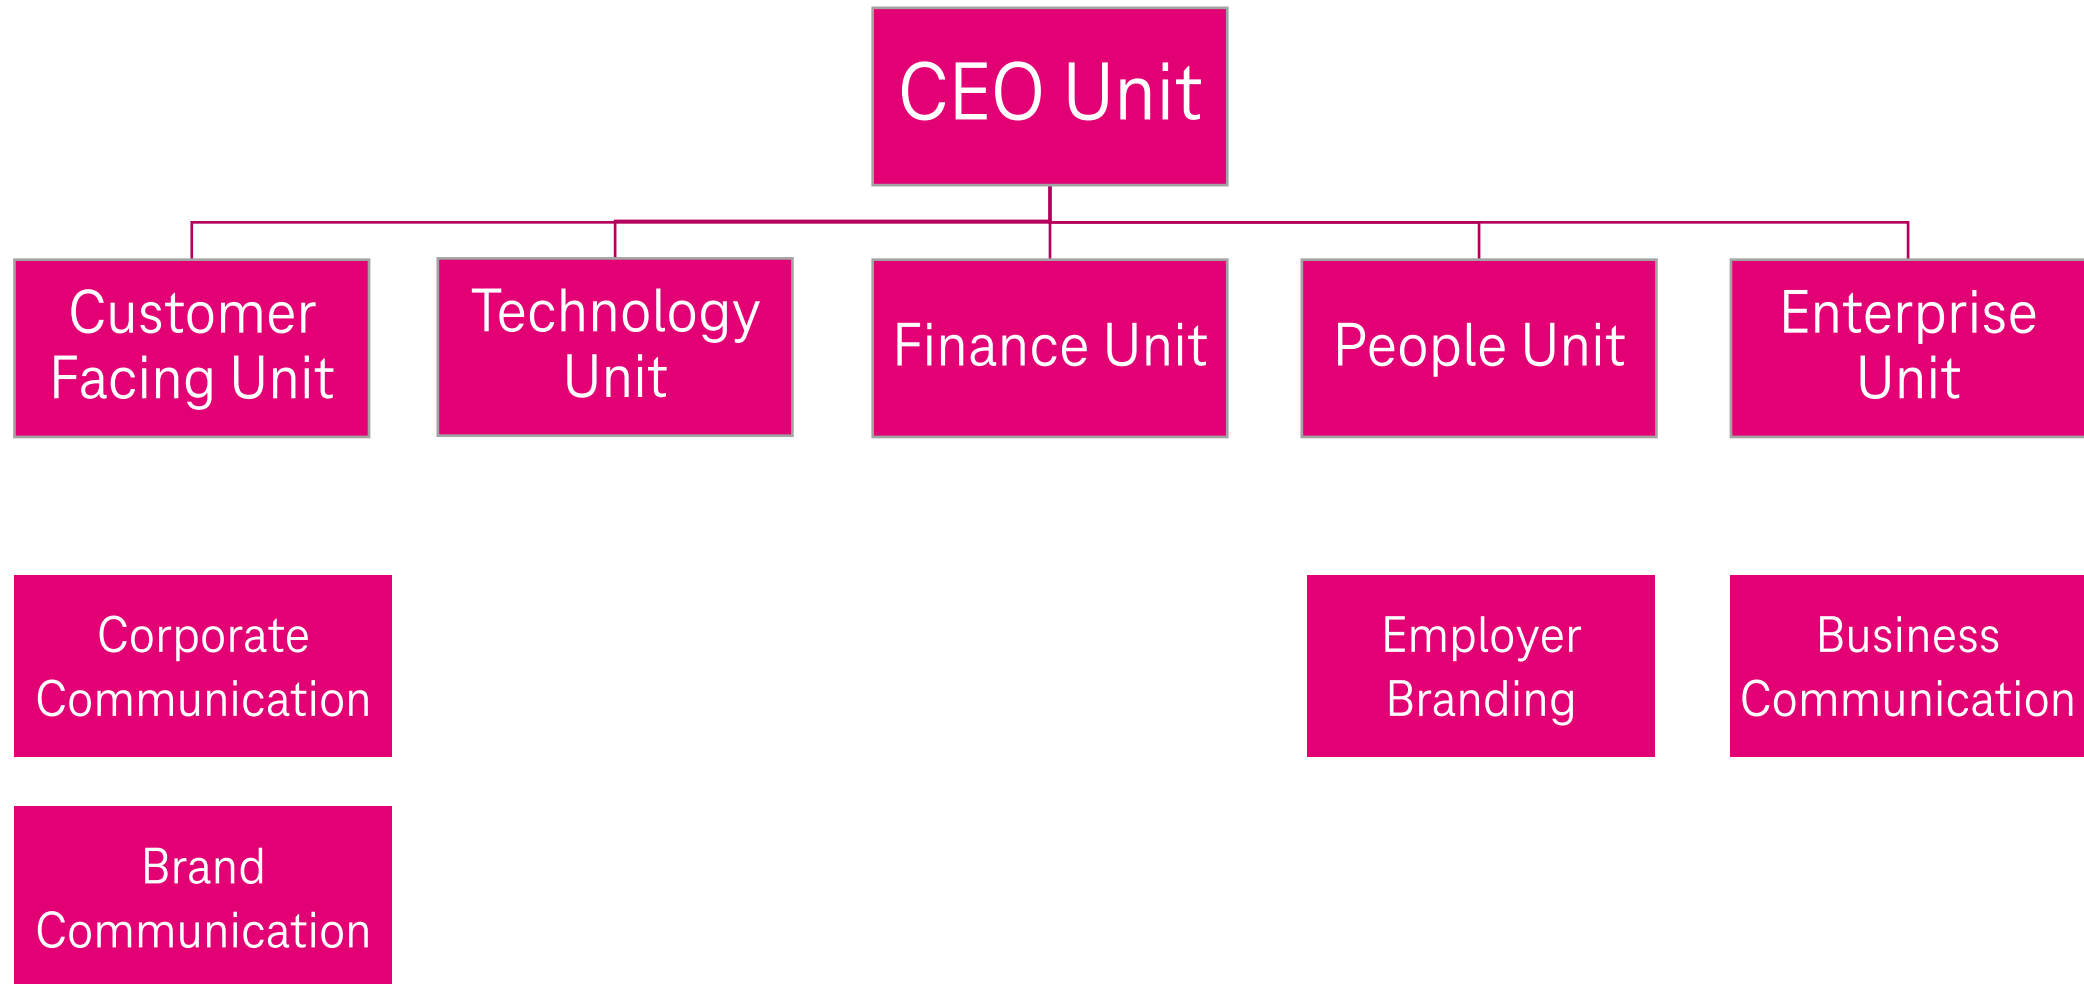 CEO Unit
Customer
Facing Unit
Technology
Unit
Finance Unit
People Unit
Enterprise
Unit
Corporate
Communication
Employer
Branding
Business
Communication
Brand
Communication